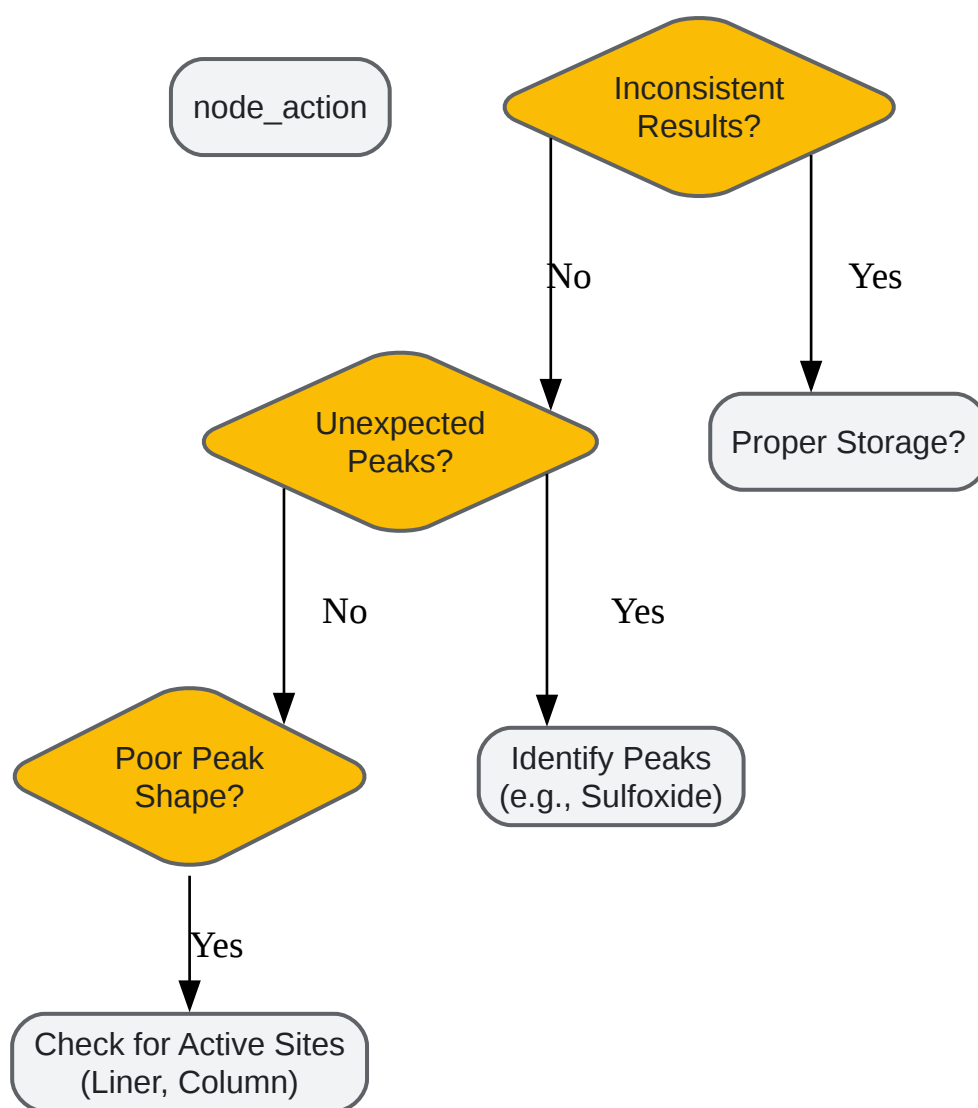 node_action
Inconsistent
Results?
No
Yes
Unexpected
Peaks?
Proper Storage?
No
Yes
Poor Peak
Shape?
Identify Peaks
(e.g., Sulfoxide)
Yes
Check for Active Sites
(Liner, Column)